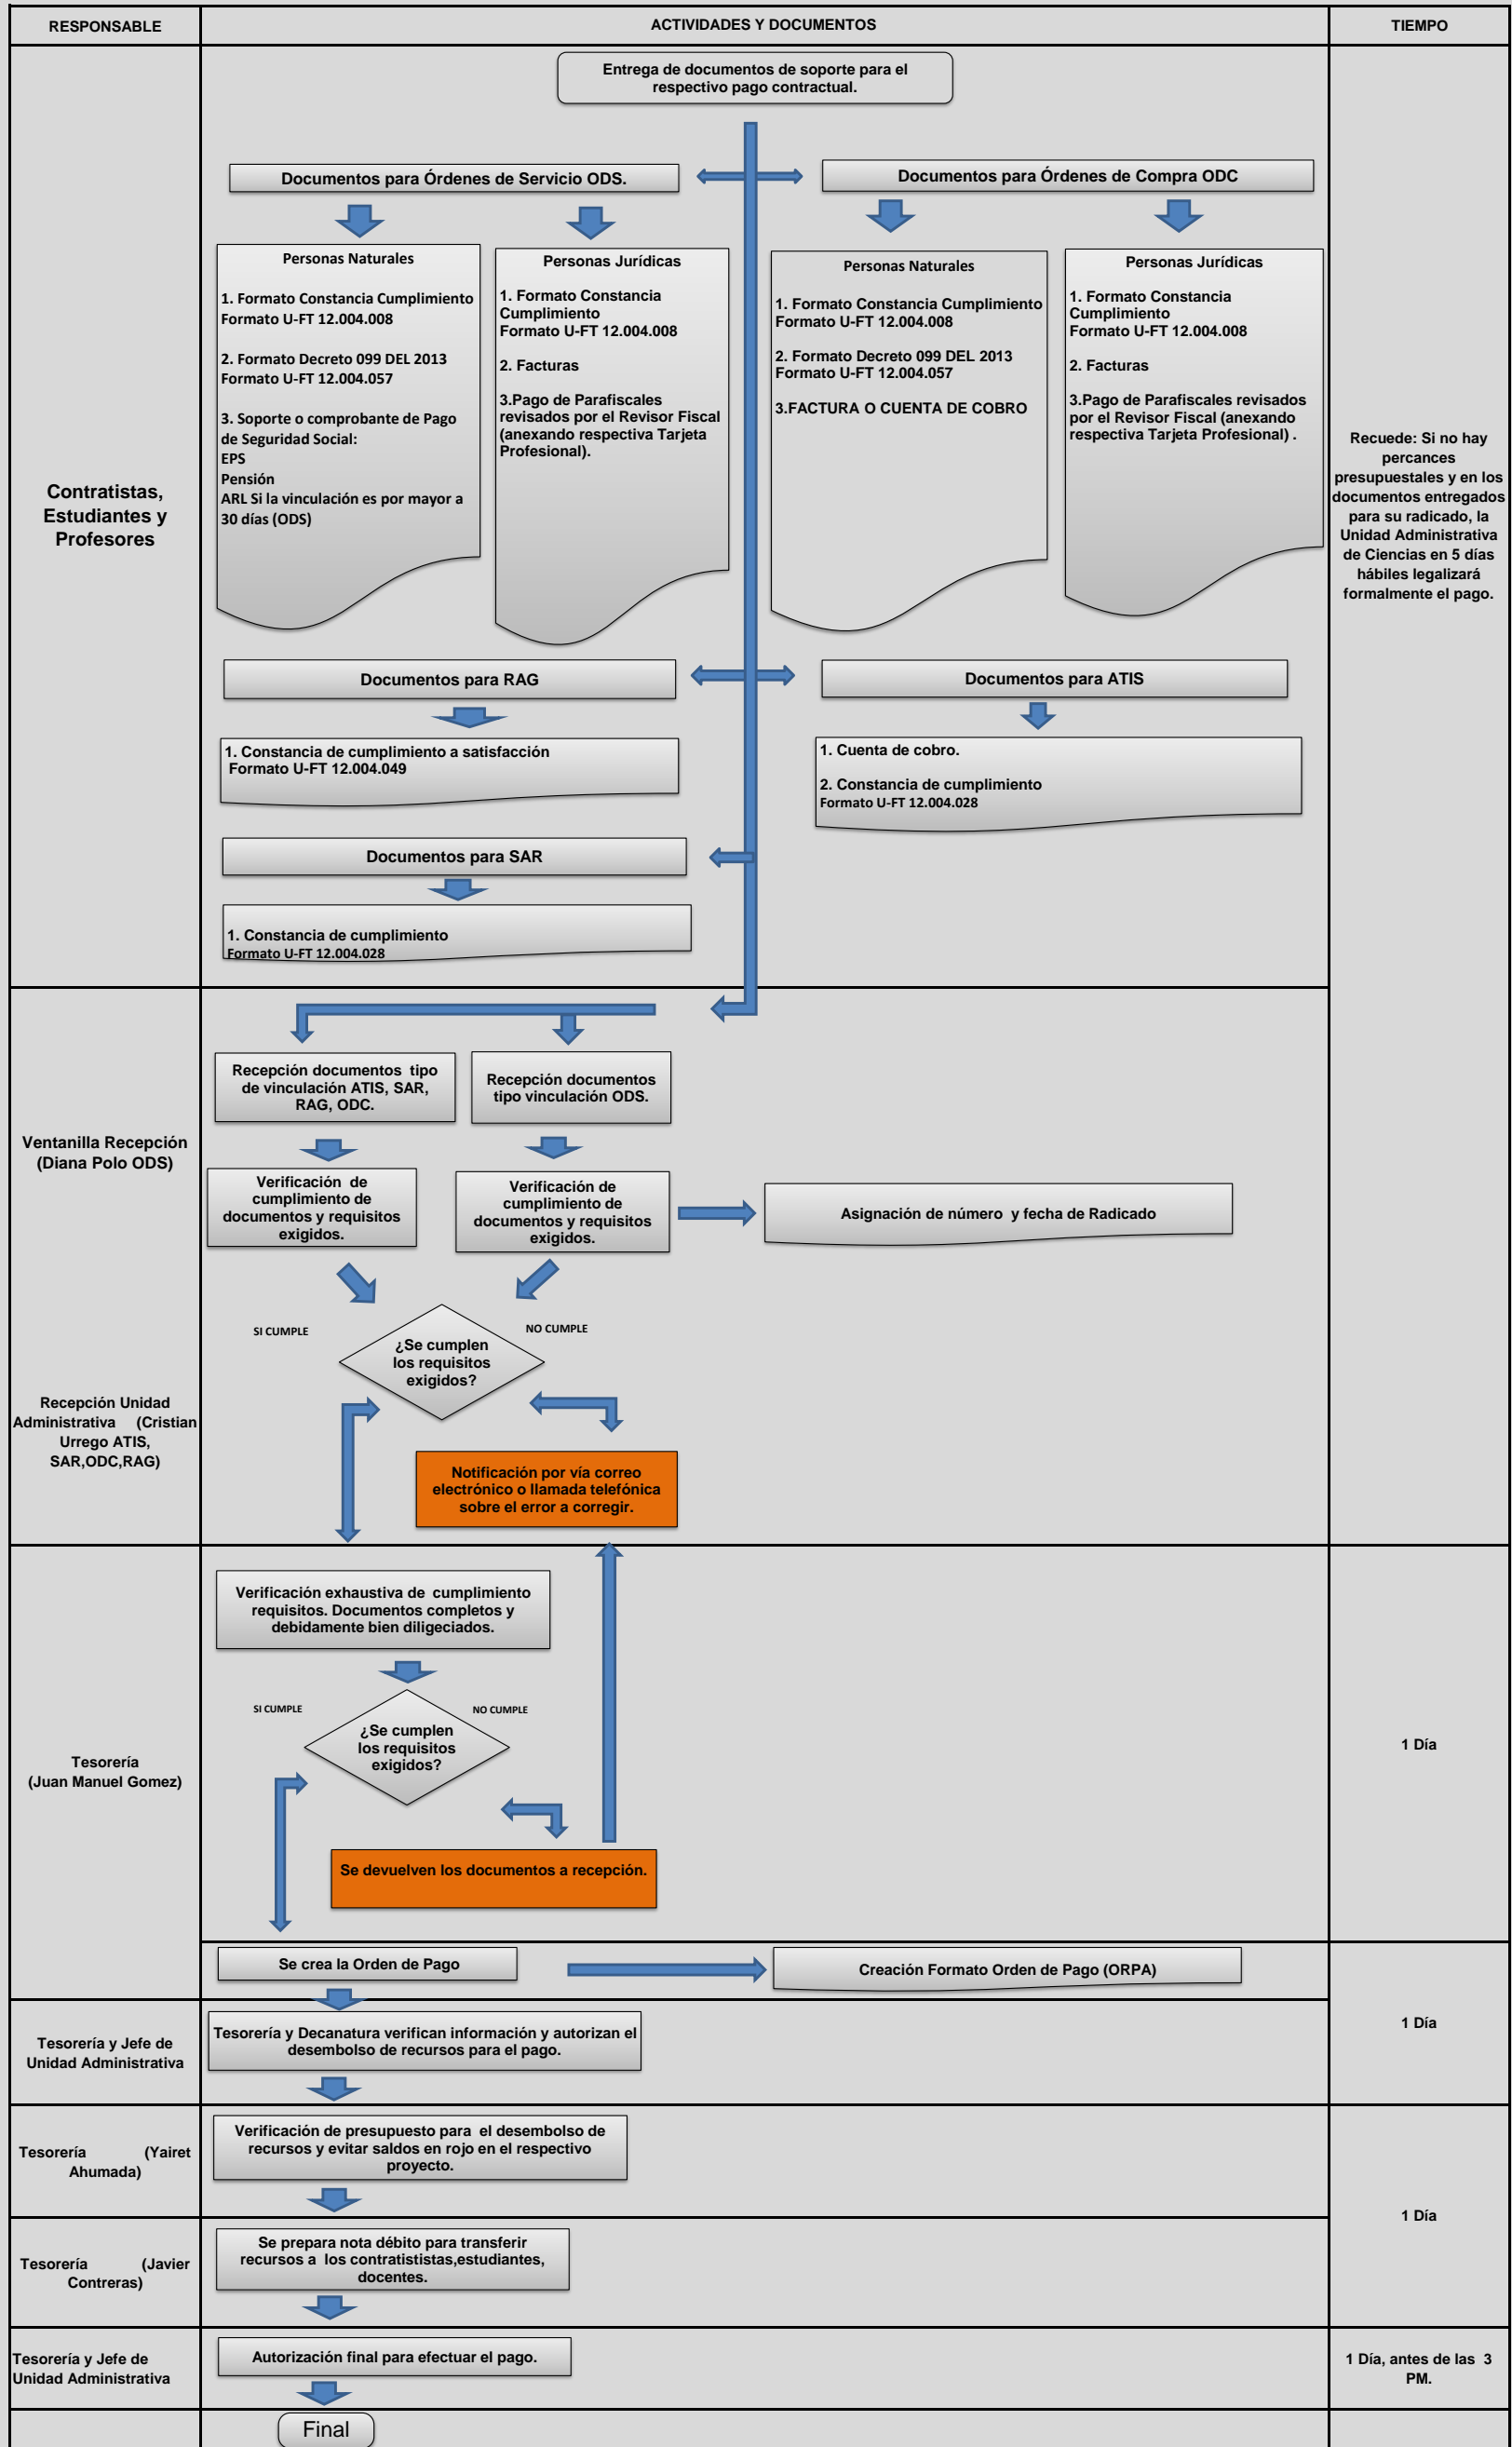 RESPONSABLE
ACTIVIDADES Y DOCUMENTOS
TIEMPO
Entrega de documentos de soporte para el
respectivo pago contractual.
Documentos para Órdenes de Servicio ODS.
Documentos para Órdenes de Compra ODC
Personas Naturales
1. Formato Constancia Cumplimiento
Formato U-FT 12.004.008
2. Formato Decreto 099 DEL 2013
Formato U-FT 12.004.057
3. Soporte o comprobante de Pago
de Seguridad Social:
EPS
Pensión
ARL Si la vinculación es por mayor a
30 días (ODS)
Personas Jurídicas
1. Formato Constancia
Cumplimiento
Formato U-FT 12.004.008
2. Facturas
3.Pago de Parafiscales
revisados por el Revisor Fiscal
(anexando respectiva Tarjeta
Profesional).
Personas Naturales
1. Formato Constancia Cumplimiento
Formato U-FT 12.004.008
2. Formato Decreto 099 DEL 2013
Formato U-FT 12.004.057
3.FACTURA O CUENTA DE COBRO
Personas Jurídicas
1. Formato Constancia
Cumplimiento
Formato U-FT 12.004.008
2. Facturas
3.Pago de Parafiscales revisados
por el Revisor Fiscal (anexando
respectiva Tarjeta Profesional) .
Contratistas,
Estudiantes y
Profesores
Recuede: Si no hay
percances
presupuestales y en los
documentos entregados
para su radicado, la
Unidad Administrativa
de Ciencias en 5 días
hábiles legalizará
formalmente el pago.
Documentos para RAG
Documentos para ATIS
1. Constancia de cumplimiento a satisfacción
Formato U-FT 12.004.049
1. Cuenta de cobro.
2. Constancia de cumplimiento
Formato U-FT 12.004.028
Documentos para SAR
1. Constancia de cumplimiento
Formato U-FT 12.004.028
Recepción documentos tipo
de vinculación ATIS, SAR,
RAG, ODC.
Recepción documentos
tipo vinculación ODS.
Ventanilla Recepción
(Diana Polo ODS)
Verificación de
cumplimiento de
documentos y requisitos
exigidos.
Verificación de
cumplimiento de
documentos y requisitos
exigidos.
Asignación de número y fecha de Radicado
SI CUMPLE
NO CUMPLE
¿Se cumplen
los requisitos
exigidos?
Recepción Unidad
Administrativa (Cristian
Urrego ATIS,
SAR,ODC,RAG)
Notificación por vía correo
electrónico o llamada telefónica
sobre el error a corregir.
Verificación exhaustiva de cumplimiento
requisitos. Documentos completos y
debidamente bien diligeciados.
SI CUMPLE
NO CUMPLE
¿Se cumplen
los requisitos
exigidos?
Tesorería
(Juan Manuel Gomez)
1 Día
Se devuelven los documentos a recepción.
Se crea la Orden de Pago
Creación Formato Orden de Pago (ORPA)
1 Día
Tesorería y Jefe de
Unidad Administrativa
Tesorería y Decanatura verifican información y autorizan el
desembolso de recursos para el pago.
Tesorería (Yairet
Ahumada)
Verificación de presupuesto para el desembolso de
recursos y evitar saldos en rojo en el respectivo
proyecto.
1 Día
Tesorería (Javier
Contreras)
Se prepara nota débito para transferir
recursos a los contratististas,estudiantes,
docentes.
Tesorería y Jefe de
Unidad Administrativa
Autorización final para efectuar el pago.
1 Día, antes de las 3
PM.
Final